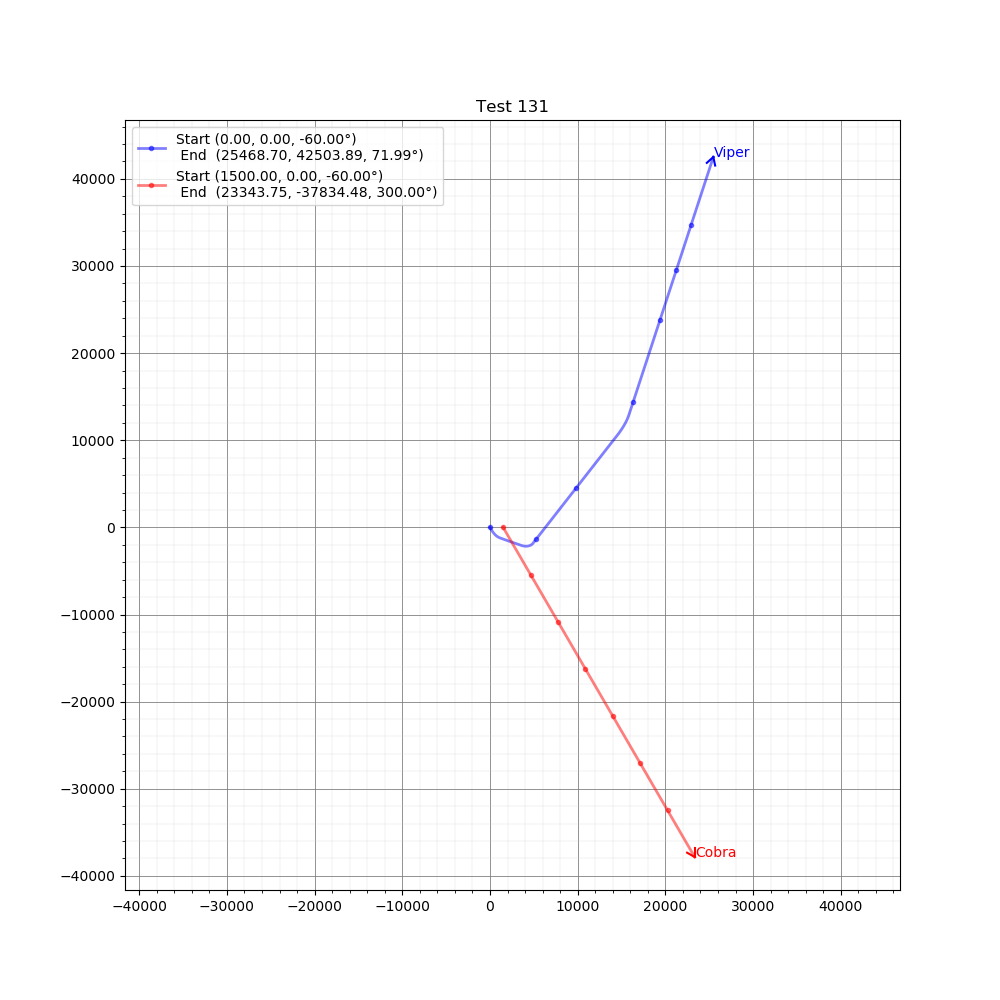 Test 131
Start (0.00, 0.00, -60.00°)
End  (25468.70, 42503.89, 71.99°)
Start (1500.00, 0.00, -60.00°)
End  (23343.75, -37834.48, 300.00°)
Viper
Cobra
40000
30000
20000
10000
0
−10000
−20000
−30000
−40000
−40000 −30000 −20000 −10000 0 10000 20000 30000 40000